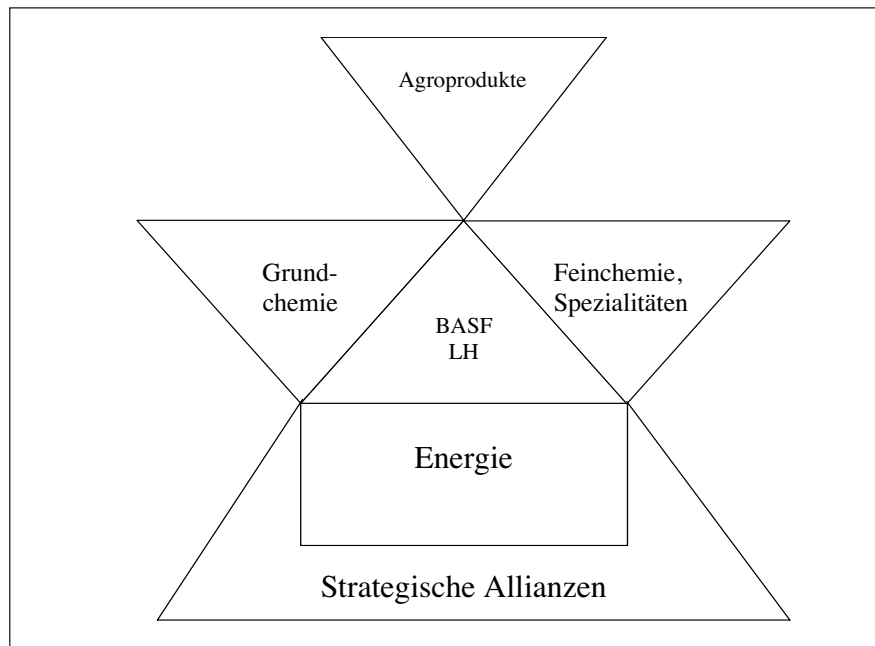 Agroprodukte
Grund-
chemie
Feinchemie,
Spezialitäten
BASF
LH
Energie
Strategische Allianzen